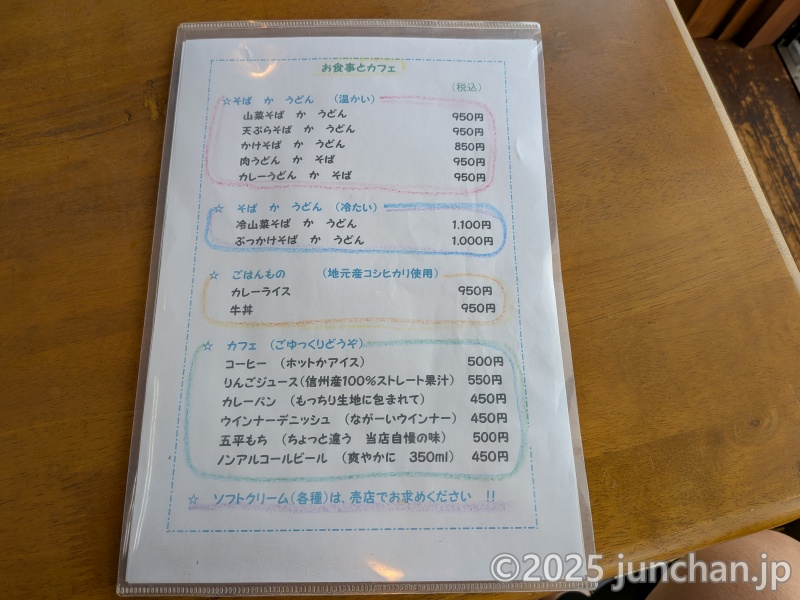 お食事とカフェ
（税込）
☆そば か うどん （温かい）
山菜そば か うどん 950円
天ぷらそば か うどん 950円
かけそば か うどん 850円
肉うどん か そば 950円
カレーうどん か そば 950円
☆ そば か うどん （冷たい）
冷山菜そば か うどん 1,100円
ぶっかけそば か うどん 1,000円
☆ ごはんもの （地元産コシヒカリ使用）
カレーライス 950円
牛丼 950円
☆ カフェ （ごゆっくりどうぞ）
コーヒー （ホットかアイス） 500円
りんごジュース（信州産100％ストレート果汁） 550円
カレーパン （もっちり生地に包まれて） 450円
ウインナーデニッシュ （ながーいウインナー） 450円
五平もち （ちょっと違う 当店自慢の味） 500円
ノンアルコールビール （爽やかに 350ml） 450円
☆ ソフトクリーム（各種）は、売店でお求めください !!
©2025 junchan.jp